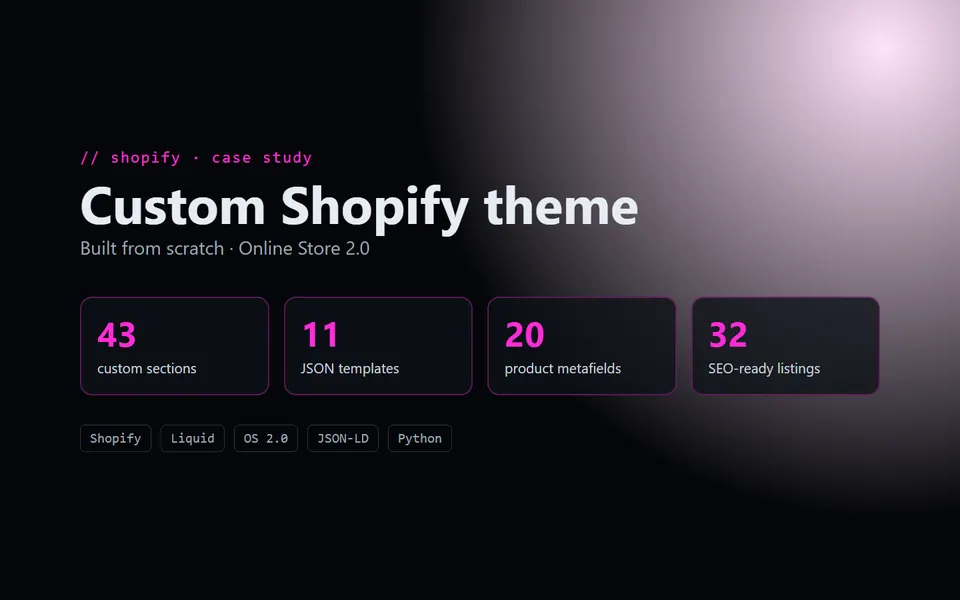 // shopify · case study
Custom Shopify theme
Built from scratch · Online Store 2.0
43
custom sections
11
JSON templates
20
product metafields
32
SEO-ready listings
Shopify
Liquid
OS 2.0
JSON-LD
Python